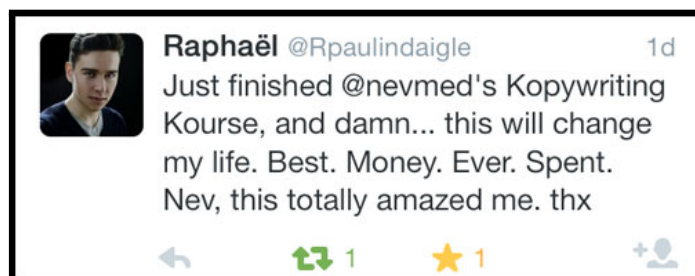 Raphaël @Rpaulindaigle 1d
Just finished @nevmed's Kopywriting
Kourse, and damn... this will change
my life. Best. Money. Ever. Spent.
Nev, this totally amazed me. thx
1 1